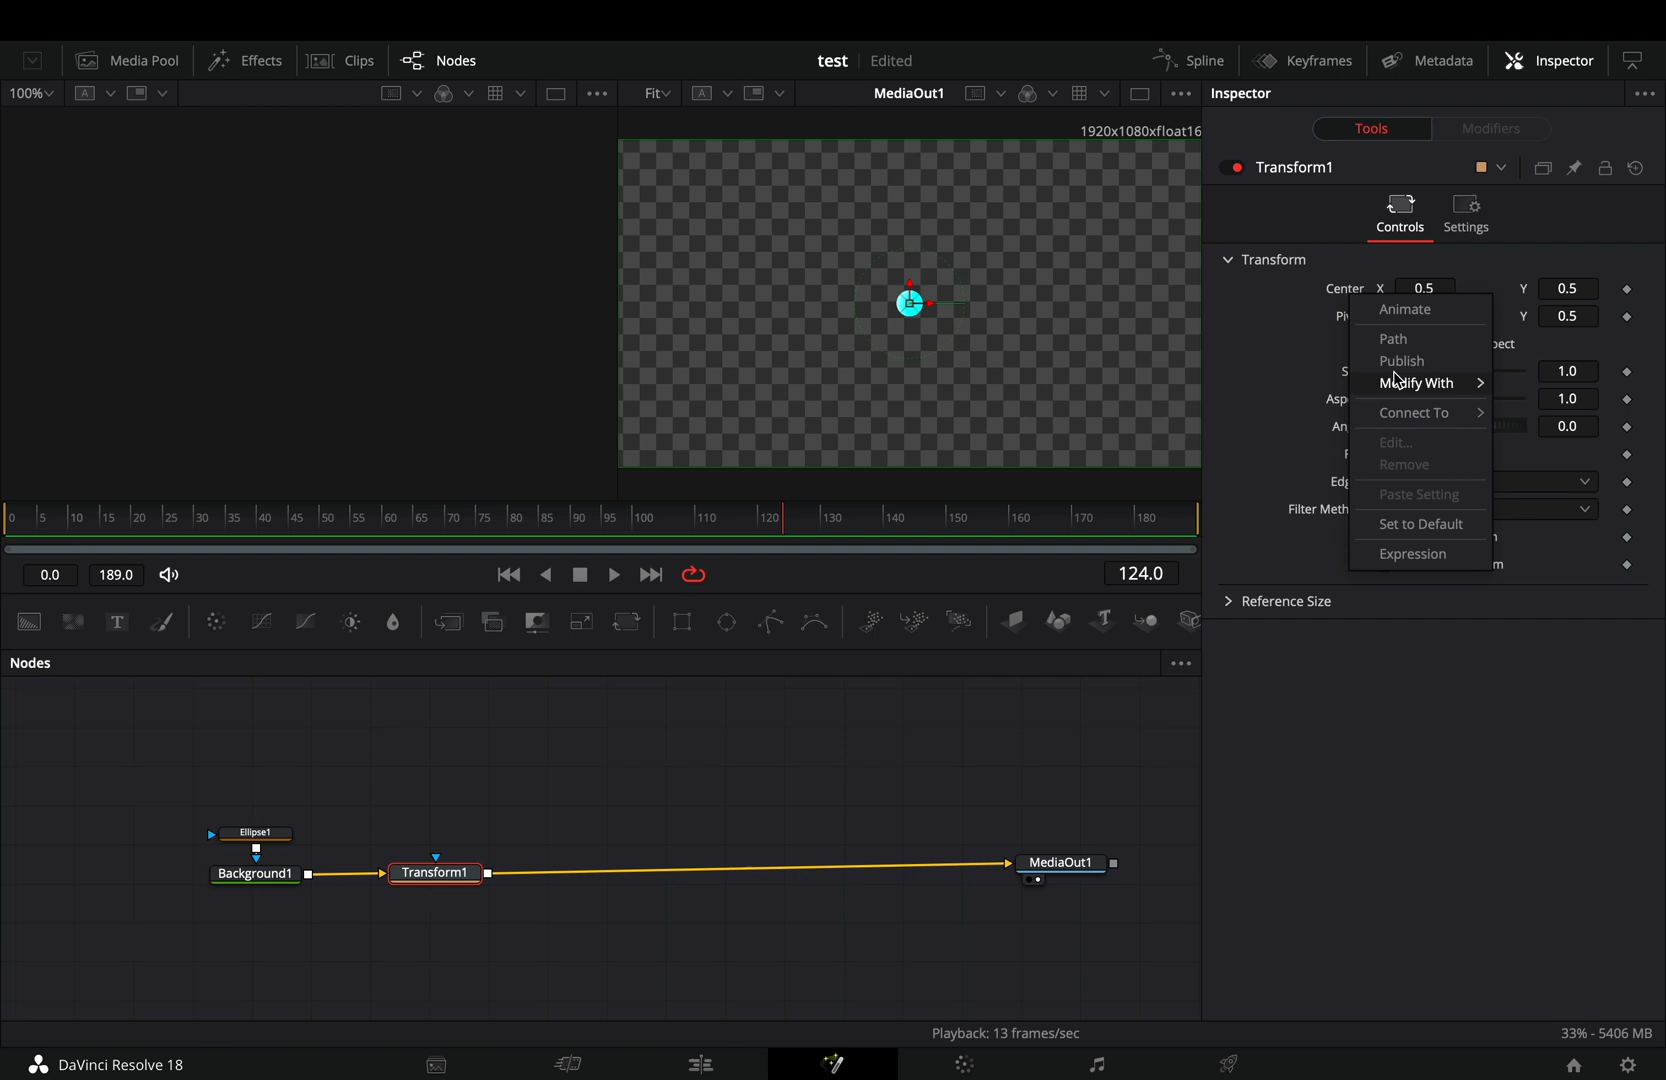 Media Pool Effects Clips Nodes test Edited Spline Keyframes Metadata Inspector
100% A Fit A MediaOut1 Inspector
1920x1080xfloat16
Tools Modifiers
Transform1
Controls Settings
Transform
Center X 0.5 Y 0.5
Y 0.5
Animate
Path
Publish
Modify With
Connect To
Edit...
Remove
Paste Setting
Set to Default
Expression
1.0
1.0
0.0
Filter Meth
Reference Size
0 5 10 15 20 25 30 35 40 45 50 55 60 65 70 75 80 85 90 95 100 110 120 130 140 150 160 170 180
0.0 189.0 124.0
T T
Nodes
Ellipse1
Background1 Transform1 MediaOut1
Playback: 13 frames/sec 33% - 5406 MB
DaVinci Resolve 18